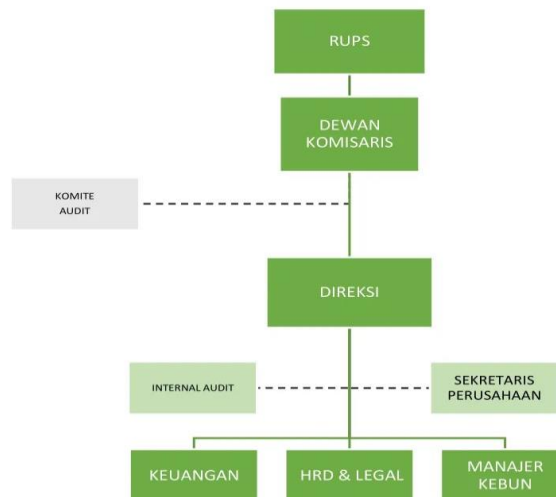 RUPS
DEWAN
KOMISARIS
KOMITE
AUDIT
DIREKSI
INTERNAL AUDIT
SEKRETARIS
PERUSAHAAN
KEUANGAN
HRD & LEGAL
MANAJER
KEBUN